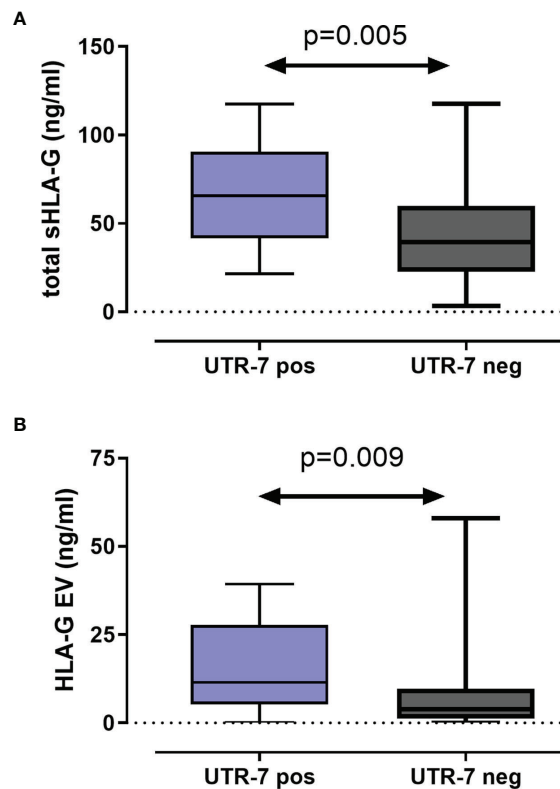 A
p=0.005
total sHLA-G (ng/ml)
150
100
50
0
UTR-7 pos UTR-7 neg
B
p=0.009
HLA-G EV (ng/ml)
75
50
25
0
UTR-7 pos UTR-7 neg